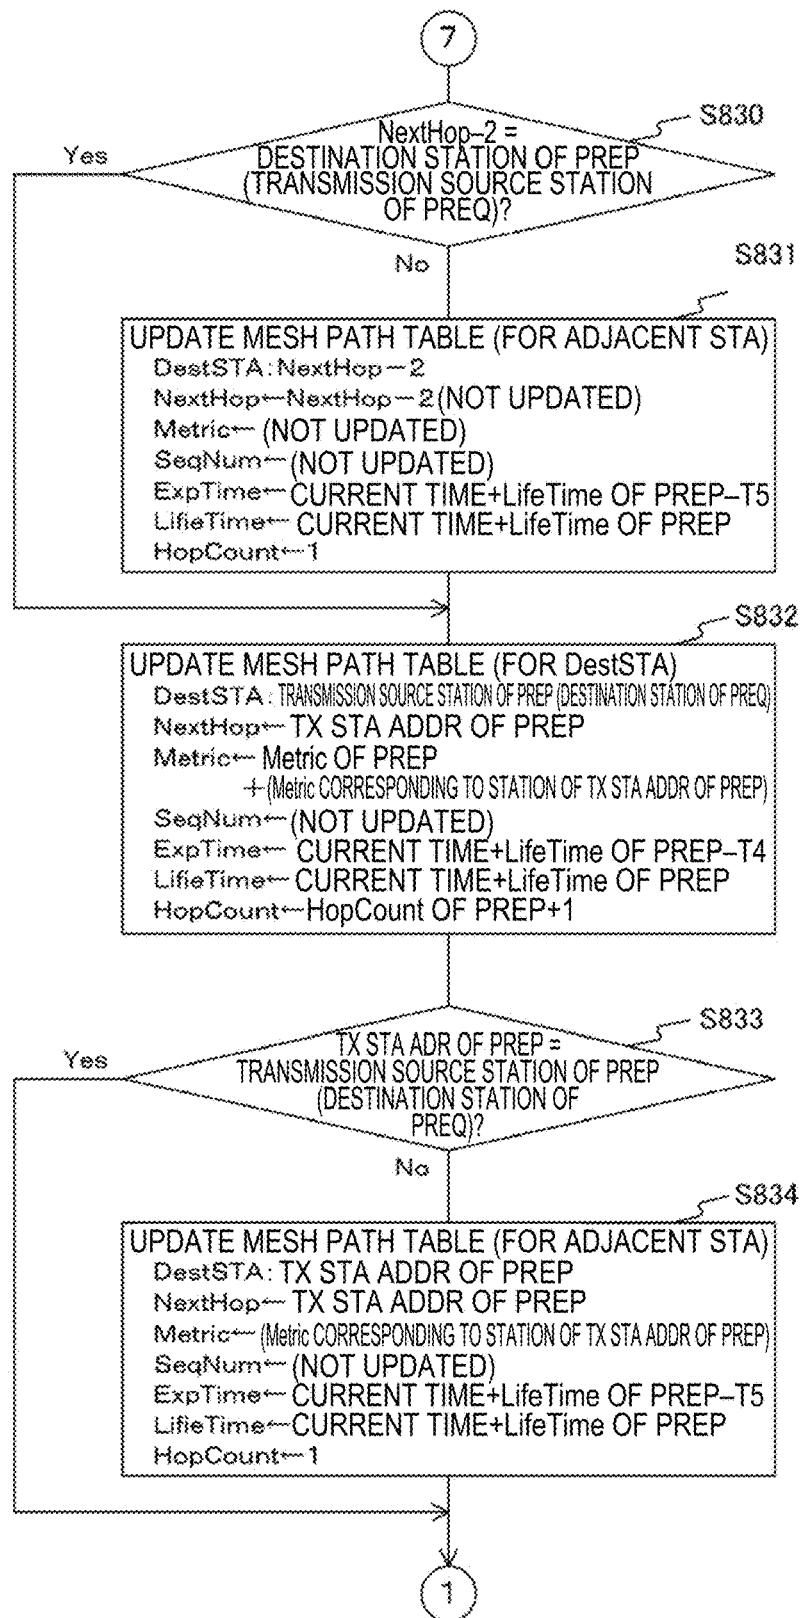 7
S830
NextHop-2 =
DESTINATION STATION OF PREP
(TRANSMISSION SOURCE STATION
OF PREQ)?
Yes
No
S831
UPDATE MESH PATH TABLE (FOR ADJACENT STA)
DestSTA:NextHop-2
NextHop←NextHop-2(NOT UPDATED)
Metric← (NOT UPDATED)
SeqNum←(NOT UPDATED)
ExpTime← CURRENT TIME+LifeTime OF PREP-T5
LifieTime← CURRENT TIME+LifeTime OF PREP
HopCount←1
S832
UPDATE MESH PATH TABLE (FOR DestSTA)
DestSTA: TRANSMISSION SOURCE STATION OF PREP (DESTINATION STATION OF PREQ)
NextHop← TX STA ADDR OF PREP
Metric← Metric OF PREP
+(Metric CORRESPONDING TO STATION OF TX STA ADDR OF PREP)
SeqNum←(NOT UPDATED)
ExpTime← CURRENT TIME+LifeTime OF PREP-T4
LifieTime← CURRENT TIME+LifeTime OF PREP
HopCount←HopCount OF PREP+1
S833
TX STA ADR OF PREP =
TRANSMISSION SOURCE STATION OF PREP
(DESTINATION STATION OF
PREQ)?
Yes
No
S834
UPDATE MESH PATH TABLE (FOR ADJACENT STA)
DestSTA: TX STA ADDR OF PREP
NextHop← TX STA ADDR OF PREP
Metric← (Metric CORRESPONDING TO STATION OF TX STA ADDR OF PREP)
SeqNum←(NOT UPDATED)
ExpTime← CURRENT TIME+LifeTime OF PREP-T5
LifieTime←CURRENT TIME+LifeTime OF PREP
HopCount←1
1